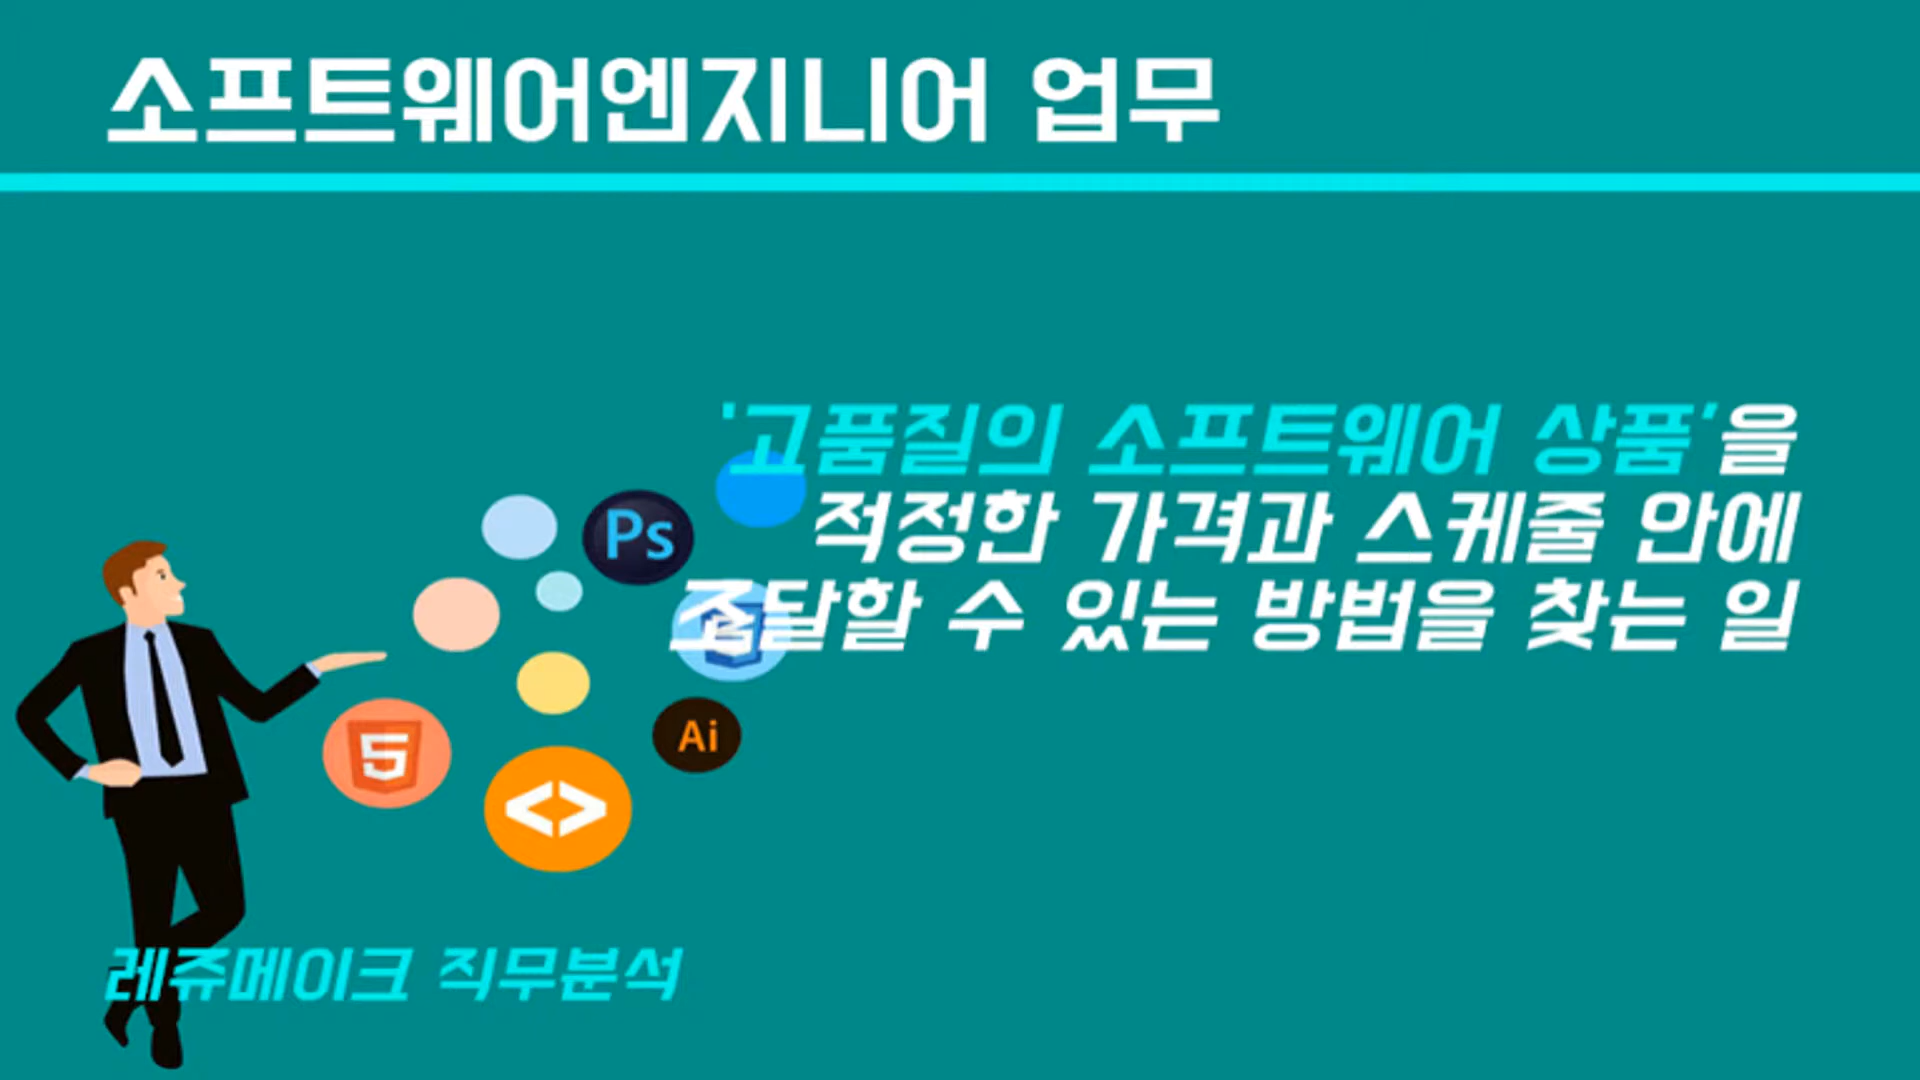 소프트웨어엔지니어 업무
'고품질의 소프트웨어 상품'을
적정한 가격과 스케줄 안에
조달할 수 있는 방법을 찾는 일
Ps
5
<>
Ai
레쥬메이크 직무분석